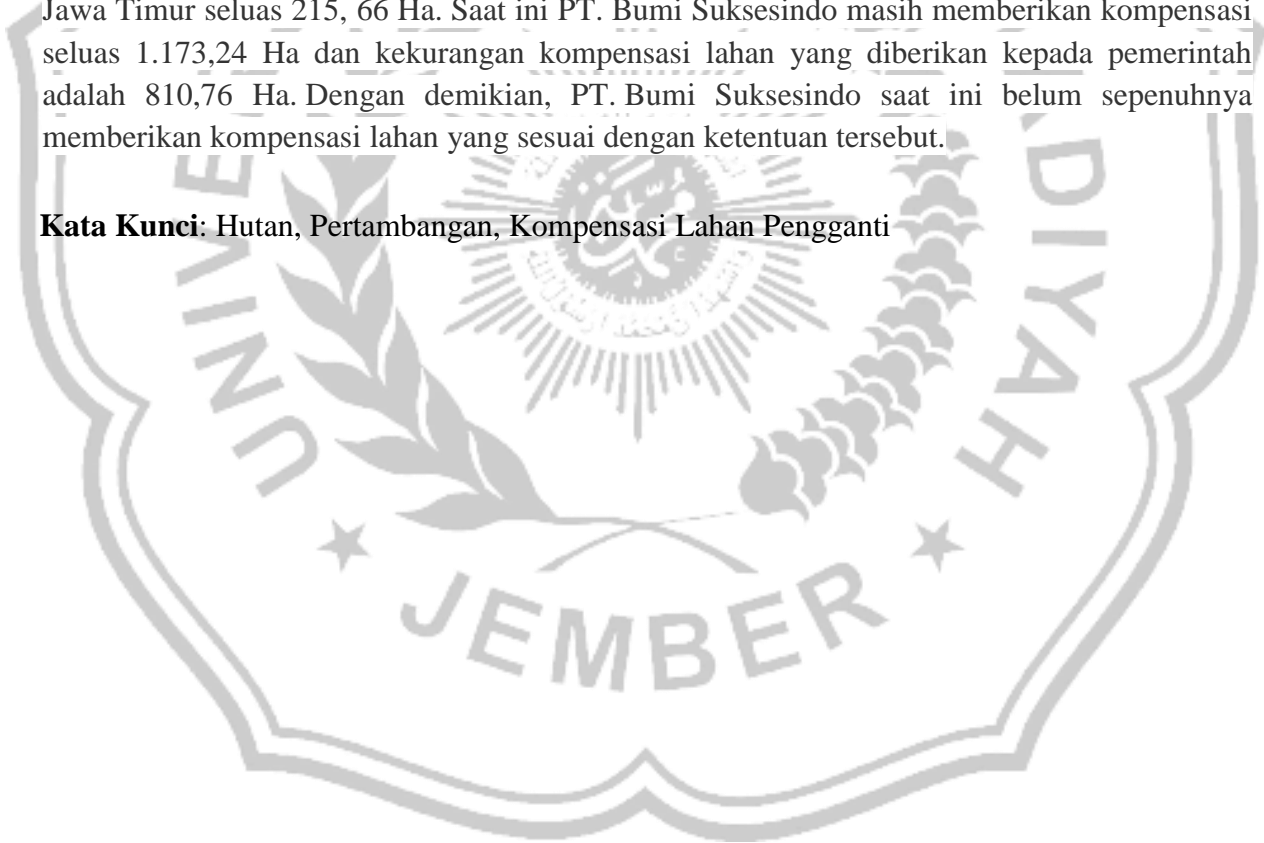 Jawa Timur seluas 215, 66 Ha. Saat ini PT. Bumi Suksesindo masih memberikan kompensasi
seluas 1.173,24 Ha dan kekurangan kompensasi lahan yang diberikan kepada pemerintah
adalah 810,76 Ha. Dengan demikian, PT. Bumi Suksesindo saat ini belum sepenuhnya
memberikan kompensasi lahan yang sesuai dengan ketentuan tersebut.
Kata Kunci: Hutan, Pertambangan, Kompensasi Lahan Pengganti
UNIVE
ADIYAH
JEMBER